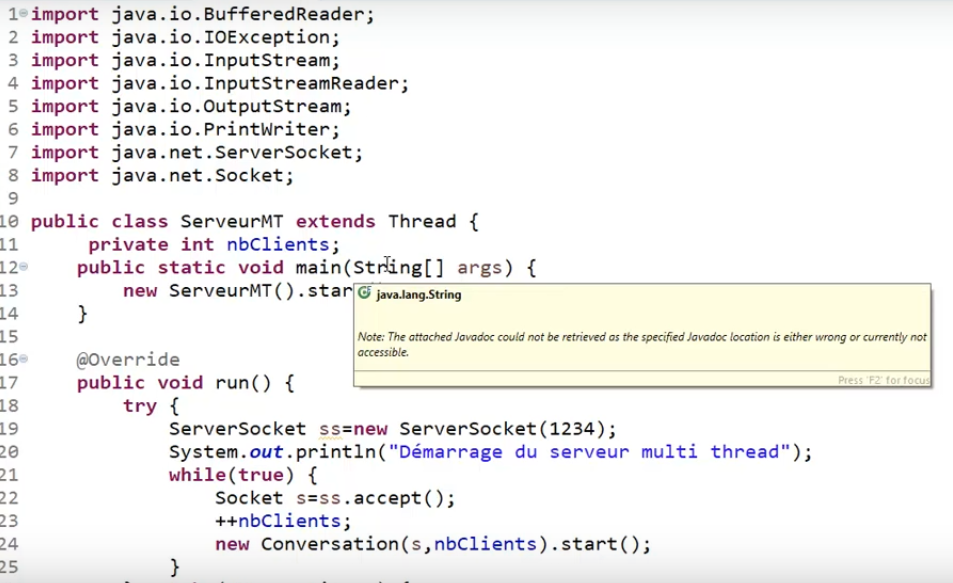 1 import java.io.BufferedReader;
2 import java.io.IOException;
3 import java.io.InputStream;
4 import java.io.InputStreamReader;
5 import java.io.OutputStream;
6 import java.io.PrintWriter;
7 import java.net.ServerSocket;
8 import java.net.Socket;
9
10 public class ServeurMT extends Thread {
11 private int nbClients;
12 public static void main(String[] args) {
13 new ServeurMT().star
java.lang.String
14 }
15
Note: The attached Javadoc could not be retrieved as the specified Javadoc location is either wrong or currently not
accessible.
16 @Override
Press 'F2' for focus
17 public void run() {
18 try {
19 ServerSocket ss=new ServerSocket(1234);
20 System.out.println("Démarrage du serveur multi thread");
21 while(true) {
22 Socket s=ss.accept();
23 ++nbClients;
24 new Conversation(s,nbClients).start();
25 }